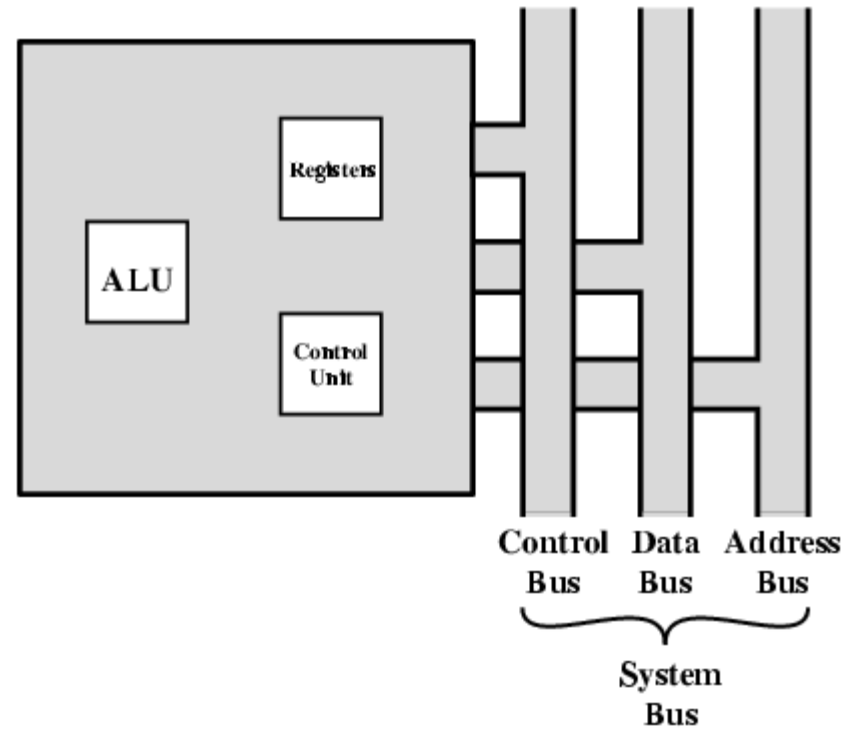 Registers
ALU
Control
Unit
Control Data Address
Bus Bus Bus
System
Bus